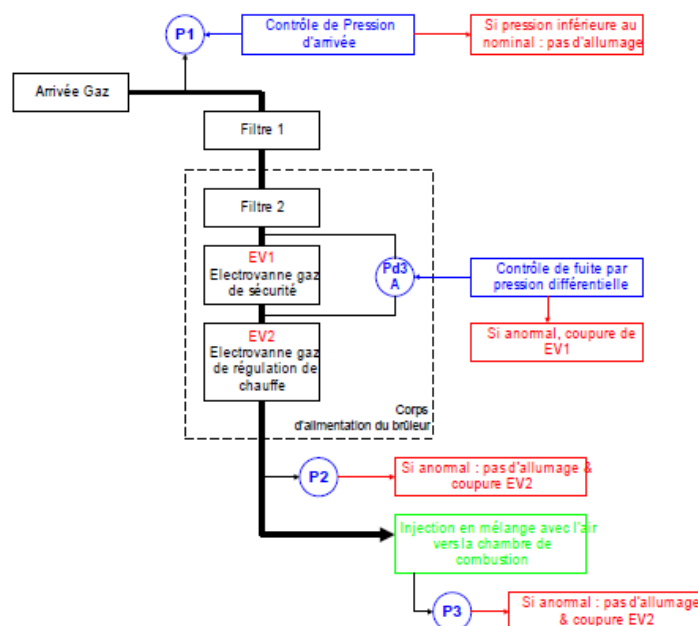 P1
Contrôle de Pression
d'arrivée
Si pression inférieure au
nominal : pas d'allumage
Arrivée Gaz
Filtre 1
Filtre 2
EV1
Electrovanne gaz
de sécurité
Pd3
A
Contrôle de fuite par
pression différentielle
Si anormal, coupure de
EV1
EV2
Electrovanne gaz
de régulation de
chauffe
Corps
d'alimentation du brûleur
P2
Si anormal : pas d'allumage &
coupure EV2
Injection en mélange avec l'air
vers la chambre de
combustion
P3
Si anormal : pas d'allumage
& coupure EV2